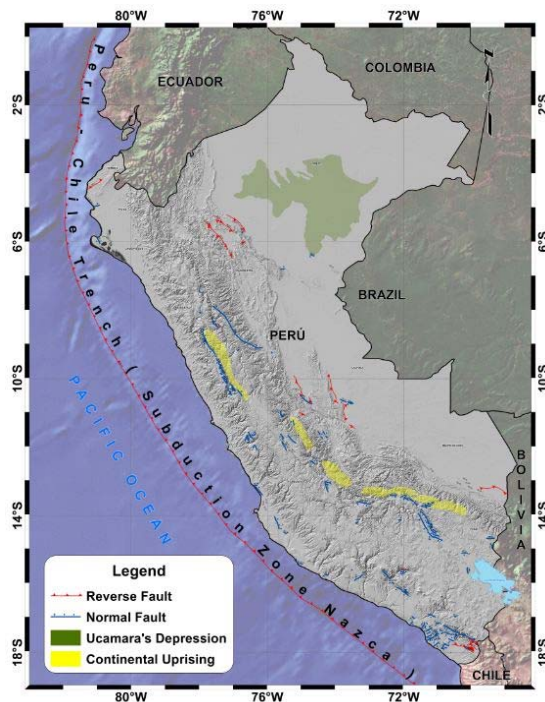 80°W 76°W 72°W
COLOMBIA
ECUADOR
2°S 2°S
6°S 6°S
BRAZIL
PERÚ
10°S 10°S
Peru - Chile Trench ( Subduction Zone Nazca )
PACIFIC OCEAN
BOLIVIA
14°S 14°S
Legend
Reverse Fault
Normal Fault
Ucamara's Depression
Continental Uprising
18°S 18°S
CHILE
80°W 76°W 72°W